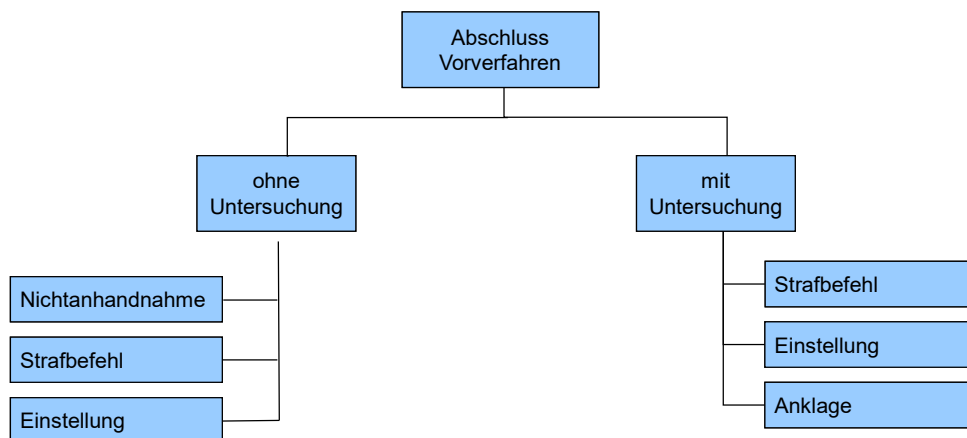 Abschluss
Vorverfahren
ohne
Untersuchung
mit
Untersuchung
Nichtanhandnahme
Strafbefehl
Einstellung
Strafbefehl
Einstellung
Anklage